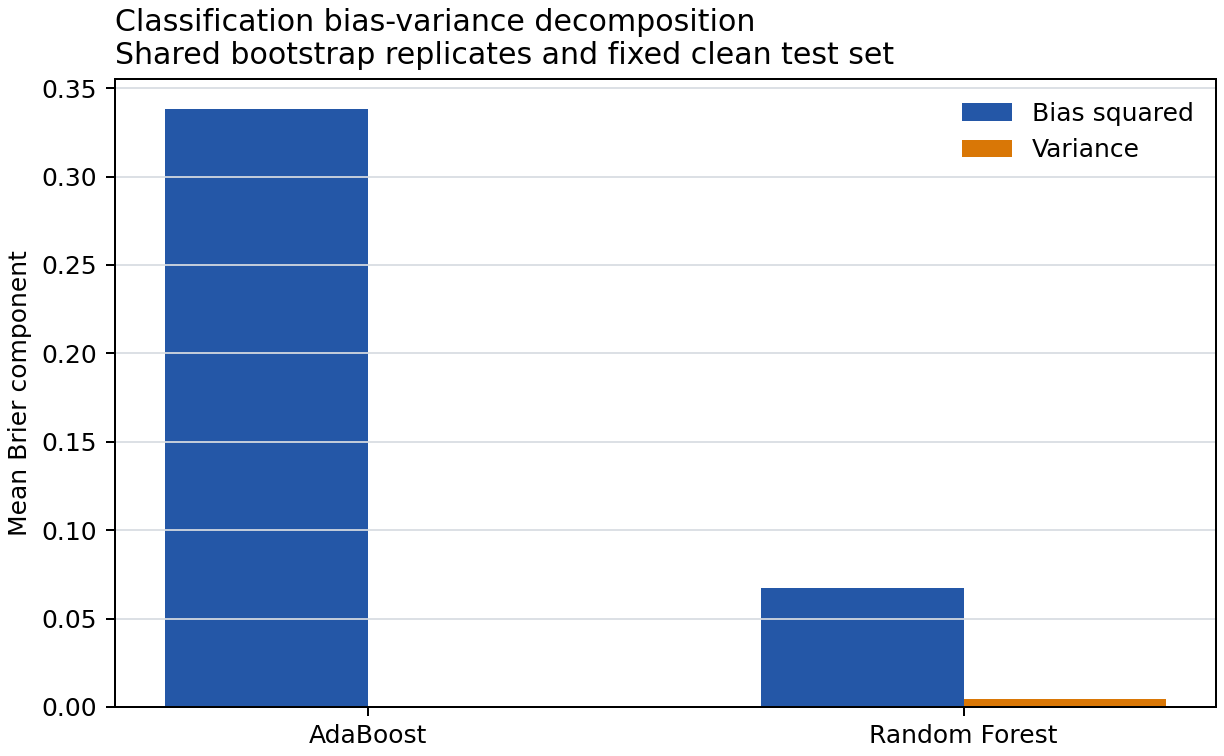 Classification bias-variance decomposition
Shared bootstrap replicates and fixed clean test set
Bias squared
Variance
Mean Brier component
0.35
0.30
0.25
0.20
0.15
0.10
0.05
0.00
AdaBoost
Random Forest